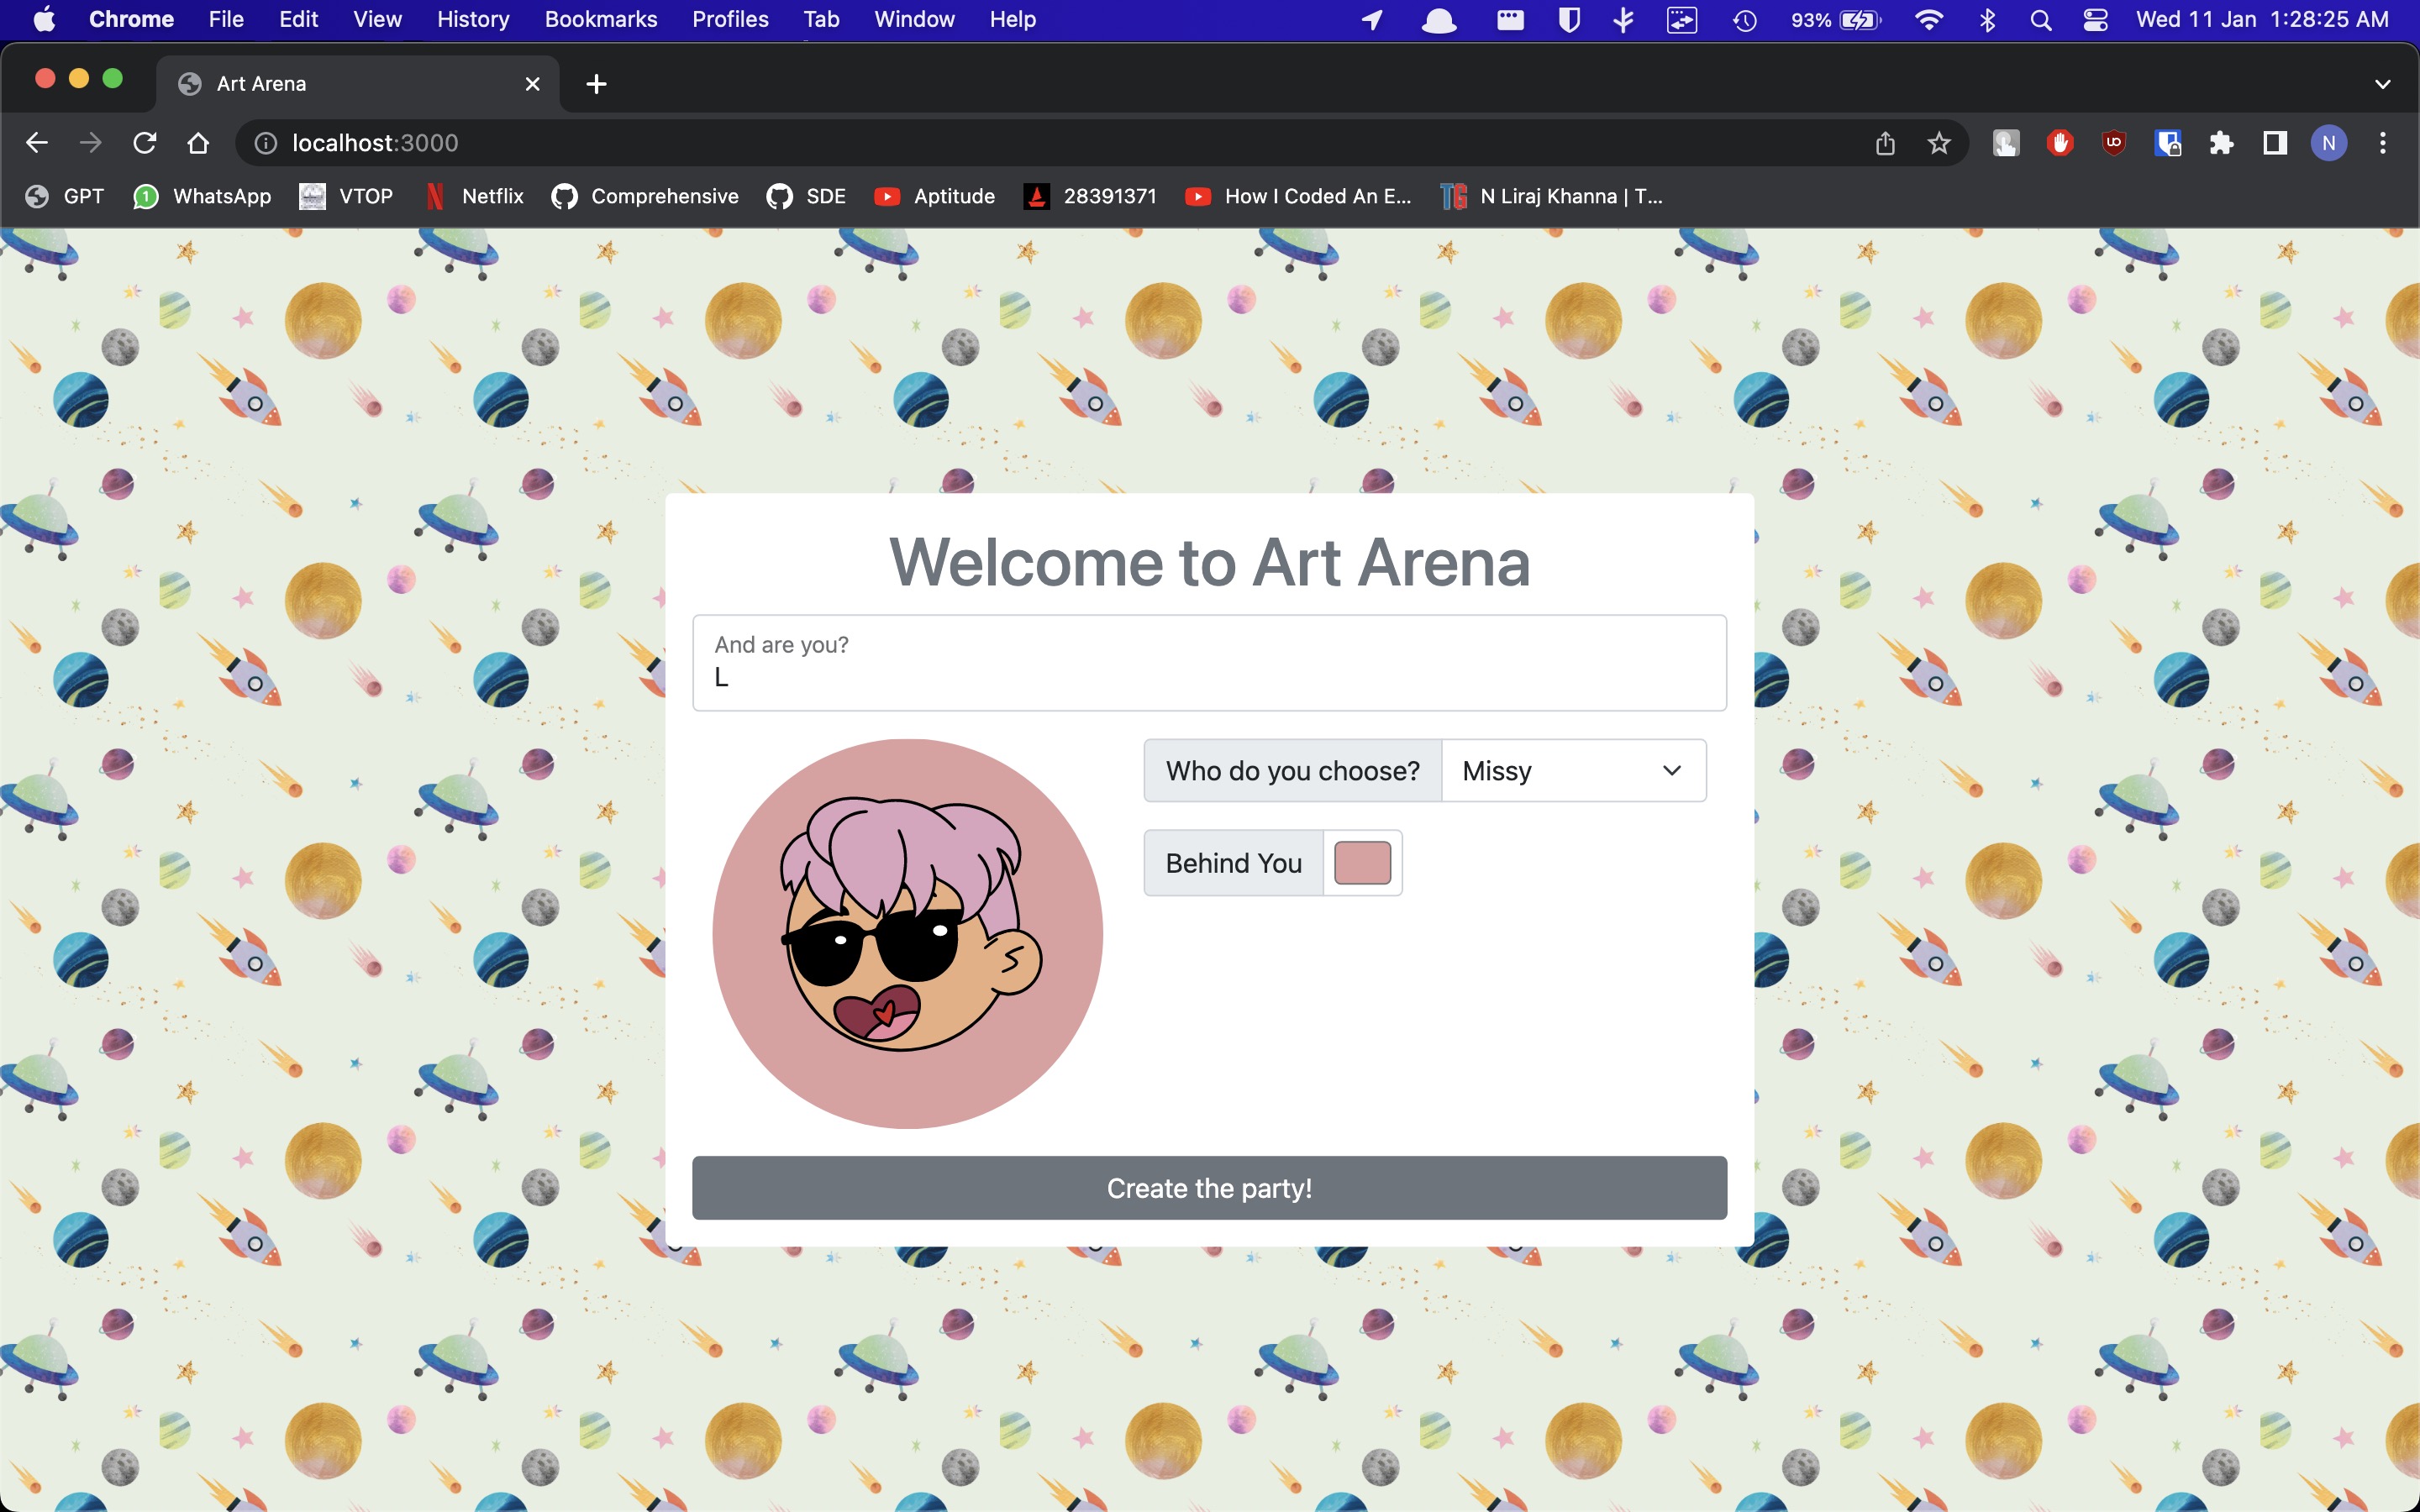 Chrome File Edit View History Bookmarks Profiles Tab Window Help 93% Wed 11 Jan 1:28:25 AM
Art Arena
localhost:3000 N
GPT 1 WhatsApp VTOP Netflix Comprehensive SDE Aptitude 28391371 How I Coded An E... TG N Liraj Khanna | T...
Welcome to Art Arena
And are you?
L
Who do you choose? Missy
Behind You
Create the party!